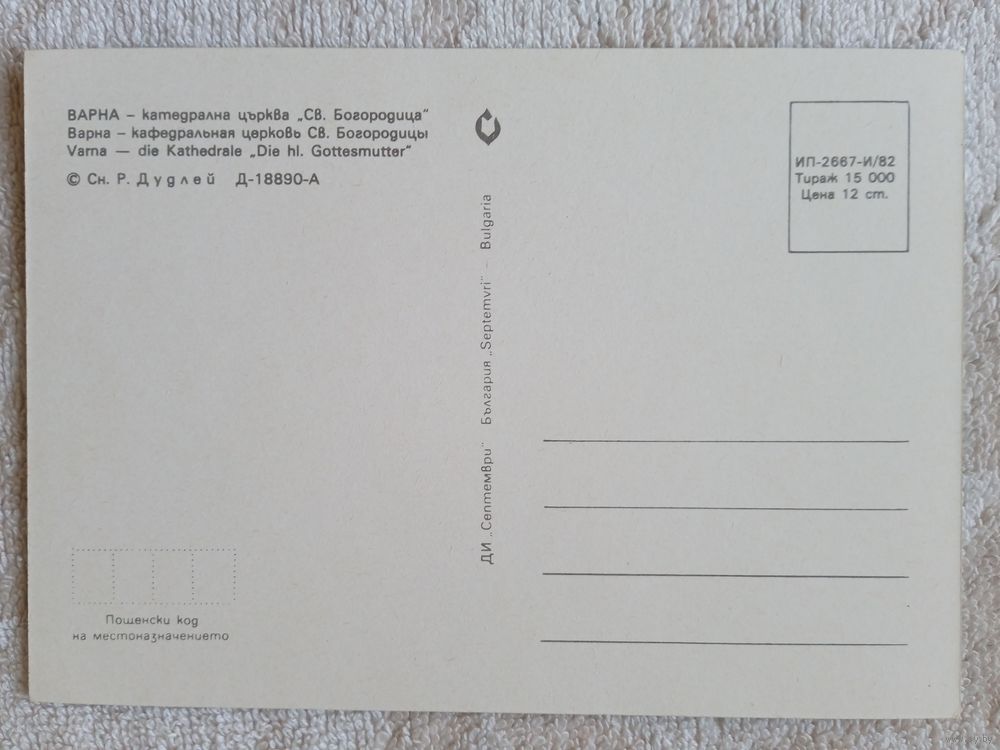 ВАРНА – катедрална църква „Св. Богородица“
Варна – кафедральная церковь Св. Богородицы
Varna — die Kathedrale „Die hl. Gottesmutter“
© Сн. Р. Дудлей Д-18890-А
ДИ „Септември“ България „Septemvri“ – Bulgaria
ИП-2667-И/82
Тираж 15 000
Цена 12 ст.
Пощенски код
на местоназначението